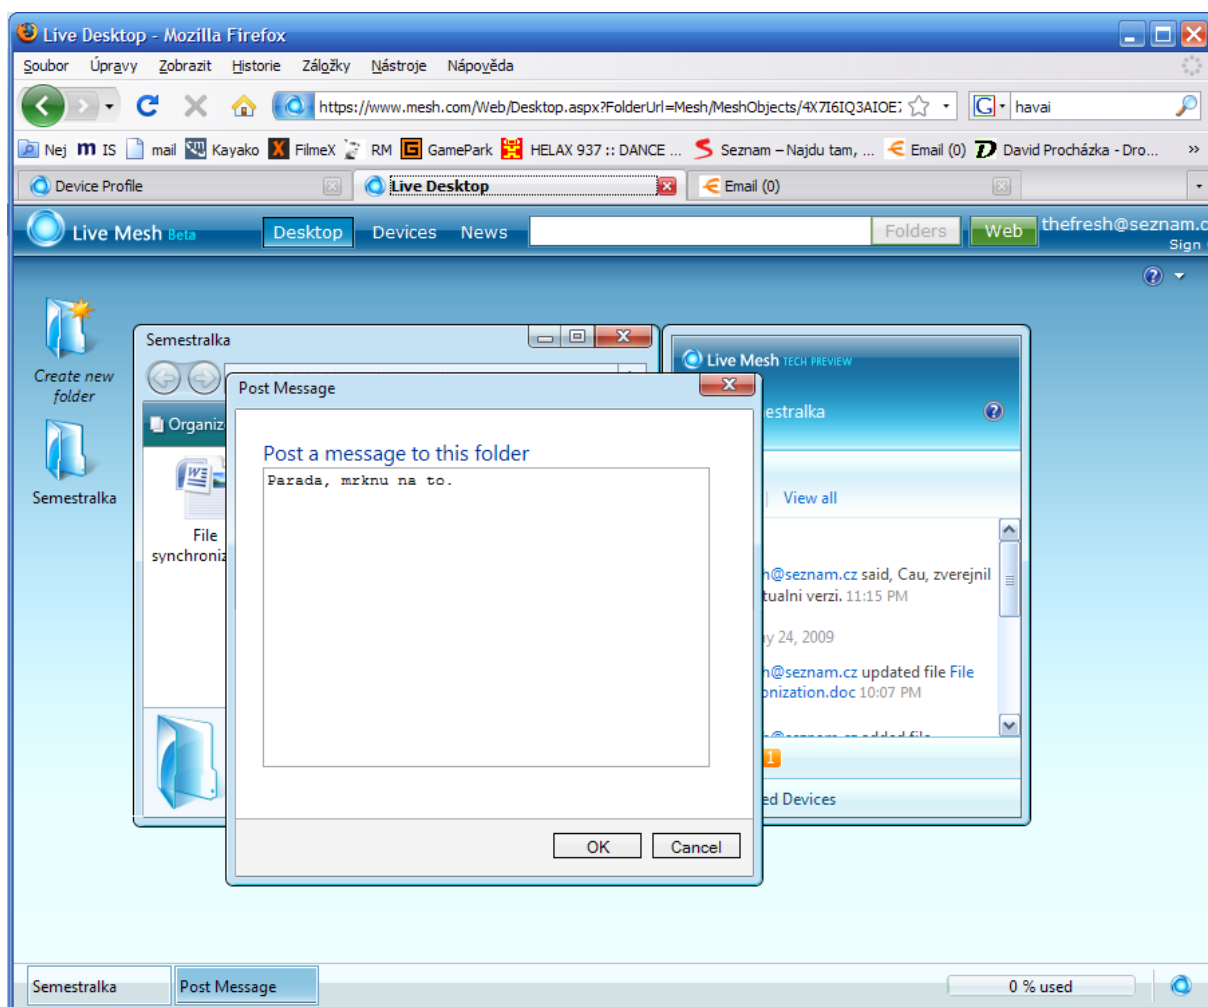 Live Desktop - Mozilla Firefox
Soubor Úpravy Zobrazit Historie Záložky Nástroje Nápověda
https://www.mesh.com/Web/Desktop.aspx?FolderUrl=Mesh/MeshObjects/4X7I6IQ3AIOE
G havai
Nej m IS mail Kayako FilmeX RM GamePark HELAX 937 :: DANCE ... Seznam – Najdu tam, ... Email (0) David Procházka - Dro... »
Device Profile Live Desktop Email (0)
Live Mesh Beta Desktop Devices News Folders Web thefresh@seznam.c
Sign
Create new
folder
Semestralka
Semestralka
Organiz
File
synchroniz
Post Message
Post a message to this folder
Parada, mrknu na to.
OK Cancel
Live Mesh TECH PREVIEW
estralka
View all
h@seznam.cz said, Cau, zverejnil
tualni verzi. 11:15 PM
y 24, 2009
h@seznam.cz updated file File
onization.doc 10:07 PM
1
ed Devices
Semestralka Post Message 0 % used